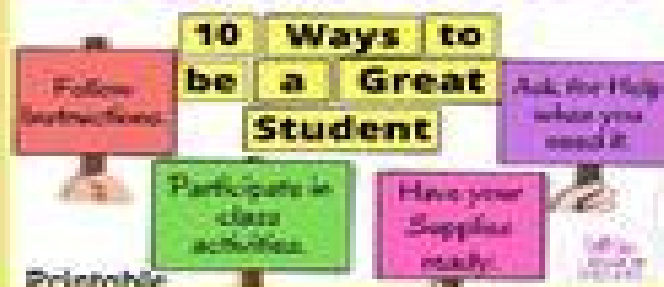 10 Ways to
be a Great
Student
Follow
Instructions.
Ask for Help
when you
need it.
Participate in
class
activities.
Have your
Supplies
ready.
Printable